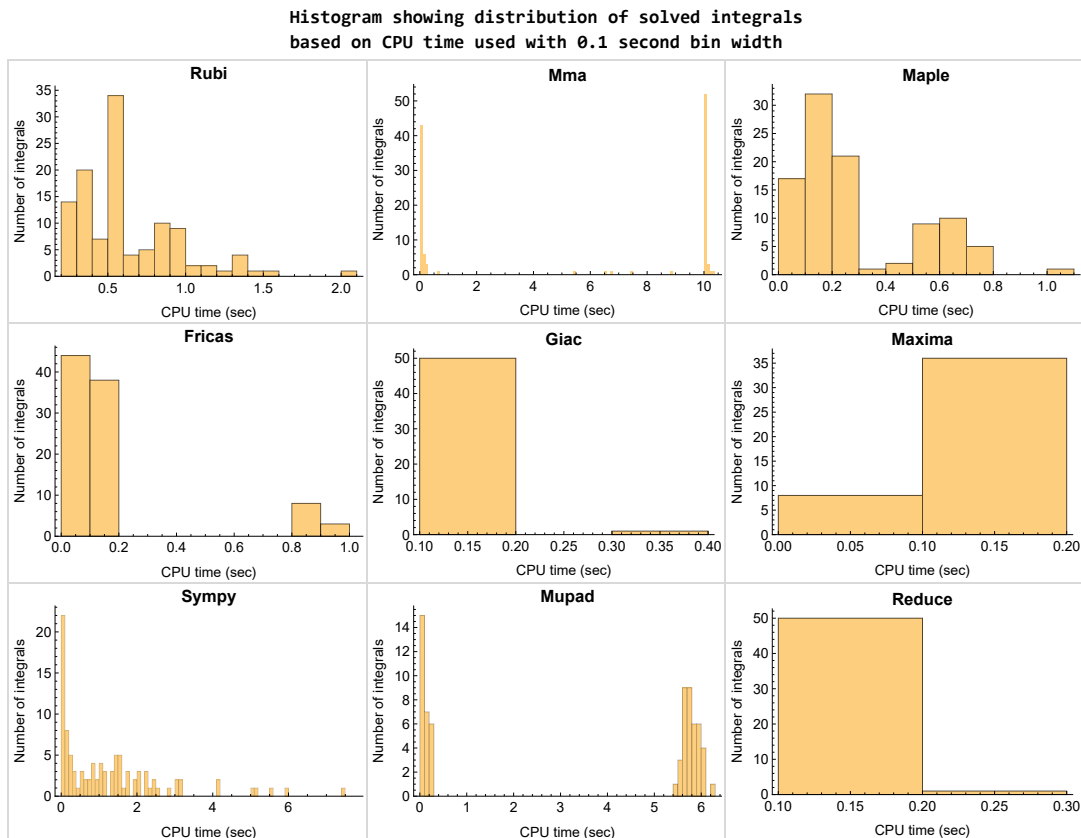 Histogram showing distribution of solved integrals
based on CPU time used with 0.1 second bin width
Rubi
Number of integrals
35
30
25
20
15
10
5
0
0.5 1.0 1.5 2.0
CPU time (sec)
Mma
Number of integrals
50
40
30
20
10
0
0 2 4 6 8 10
CPU time (sec)
Maple
Number of integrals
30
25
20
15
10
5
0
0.0 0.2 0.4 0.6 0.8 1.0
CPU time (sec)
Fricas
Number of integrals
40
30
20
10
0
0.0 0.2 0.4 0.6 0.8 1.0
CPU time (sec)
Giac
Number of integrals
50
40
30
20
10
0
0.10 0.15 0.20 0.25 0.30 0.35 0.40
CPU time (sec)
Maxima
Number of integrals
35
30
25
20
15
10
5
0
0.00 0.05 0.10 0.15 0.20
CPU time (sec)
Sympy
Number of integrals
20
15
10
5
0
0 2 4 6
CPU time (sec)
Mupad
Number of integrals
14
12
10
8
6
4
2
0
0 1 2 3 4 5 6
CPU time (sec)
Reduce
Number of integrals
50
40
30
20
10
0
0.10 0.15 0.20 0.25 0.30
CPU time (sec)